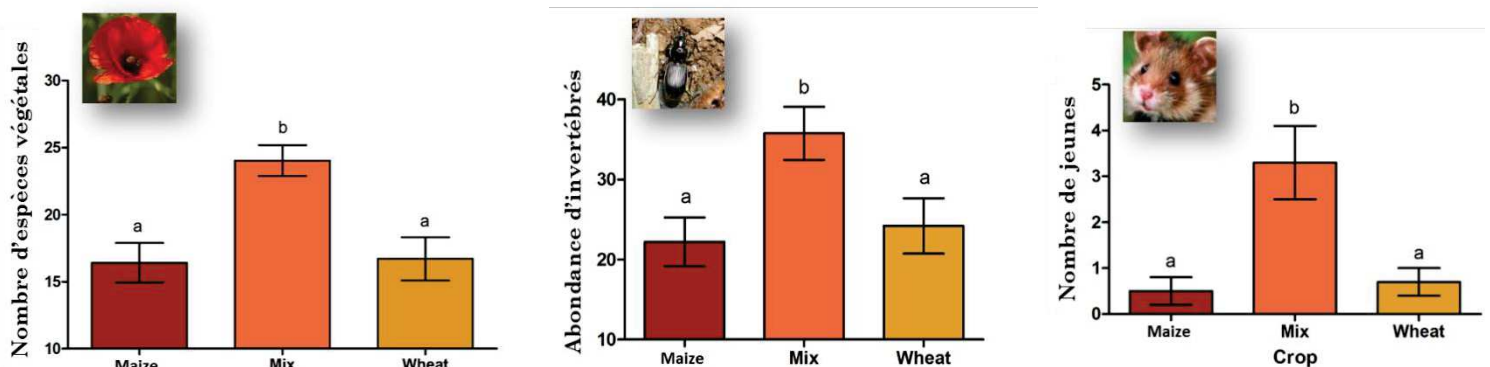 Nombre d'espèces végétales
30
25
20
15
10
a
b
a
Maize
Mix
Wheat
Abondance d'invertébrés
40
30
20
10
a
b
a
Maize
Mix
Wheat
Nombre de jeunes
5
4
3
2
1
0
a
b
a
Maize
Mix
Wheat
Crop